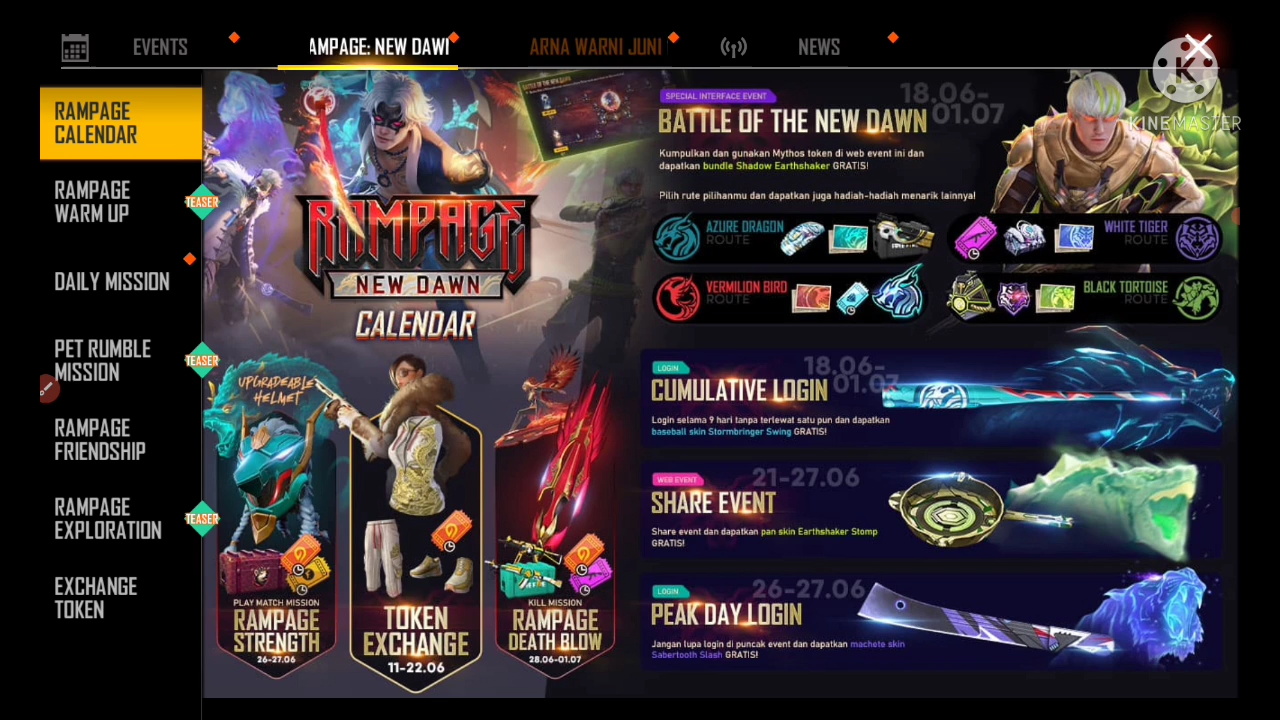 EVENTS
AMPAGE: NEW DAWI
ARNA WARNI JUNI
NEWS
K
KINEMASTER
RAMPAGE
CALENDAR
RAMPAGE
WARM UP
TEASER
DAILY MISSION
PET RUMBLE
MISSION
TEASER
RAMPAGE
FRIENDSHIP
RAMPAGE
EXPLORATION
TEASER
EXCHANGE
TOKEN
RAMPAGE
NEW DAWN
CALENDAR
UPGRADEABLE
HELMET
PLAY MATCH MISSION
RAMPAGE
STRENGTH
26-27.06
TOKEN
EXCHANGE
11-22.06
KILL MISSION
RAMPAGE
DEATH BLOW
28.06-01.07
SPECIAL INTERFACE EVENT
18.06-
01.07
BATTLE OF THE NEW DAWN
Kumpulkan dan gunakan Mythos token di web event ini dan
dapatkan bundle Shadow Earthshaker GRATIS!
Pilih rute pilihanmu dan dapatkan juga hadiah-hadiah menarik lainnya!
AZURE DRAGON
ROUTE
WHITE TIGER
ROUTE
VERMILION BIRD
ROUTE
BLACK TORTOISE
ROUTE
LOGIN
18.06-
01.07
CUMULATIVE LOGIN
Login selama 9 hari tanpa terlewat satu pun dan dapatkan
baseball skin Stormbringer Swing GRATIS!
WEB EVENT
21-27.06
SHARE EVENT
Share event dan dapatkan pan skin Earthshaker Stomp
GRATIS!
LOGIN
26-27.06
PEAK DAY LOGIN
Jangan lupa login di puncak event dan dapatkan machete skin
Sabertooth Slash GRATIS!